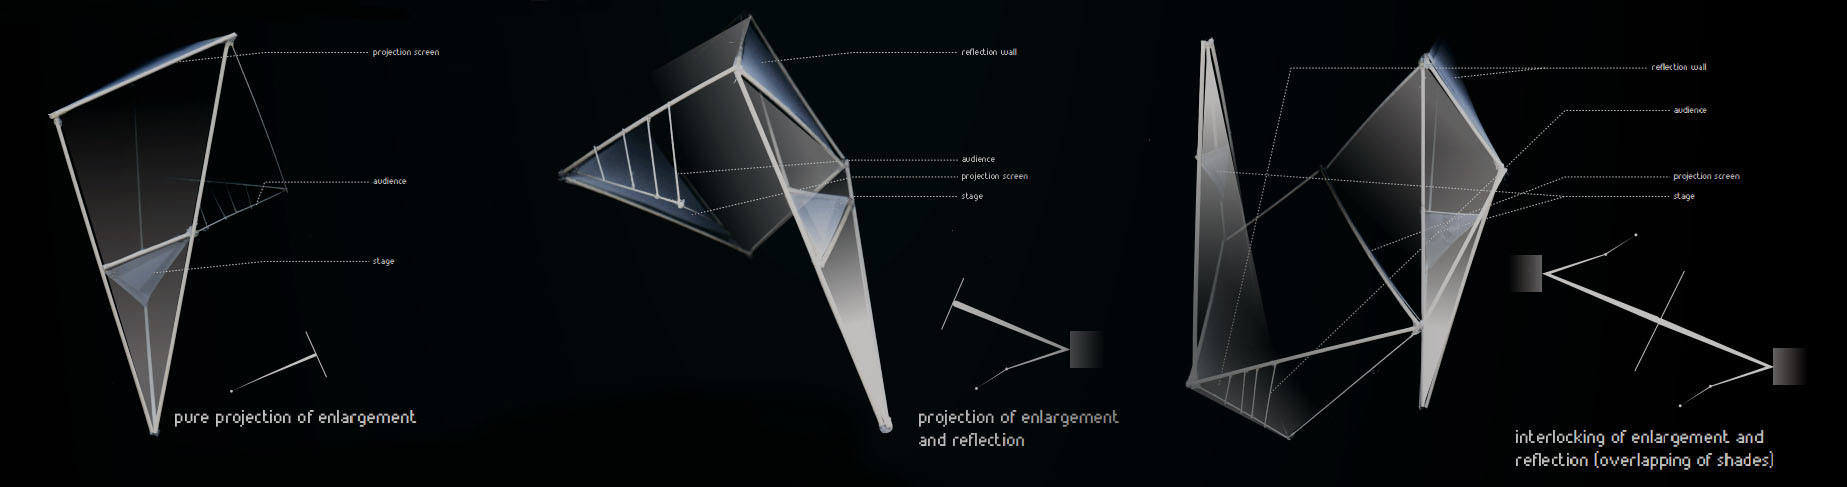 projection screen
audience
stage
pure projection of enlargement
reflection wall
audience
projection screen
stage
projection of enlargement
and reflection
reflection wall
audience
projection screen
stage
interlocking of enlargement and
reflection (overlapping of shades)